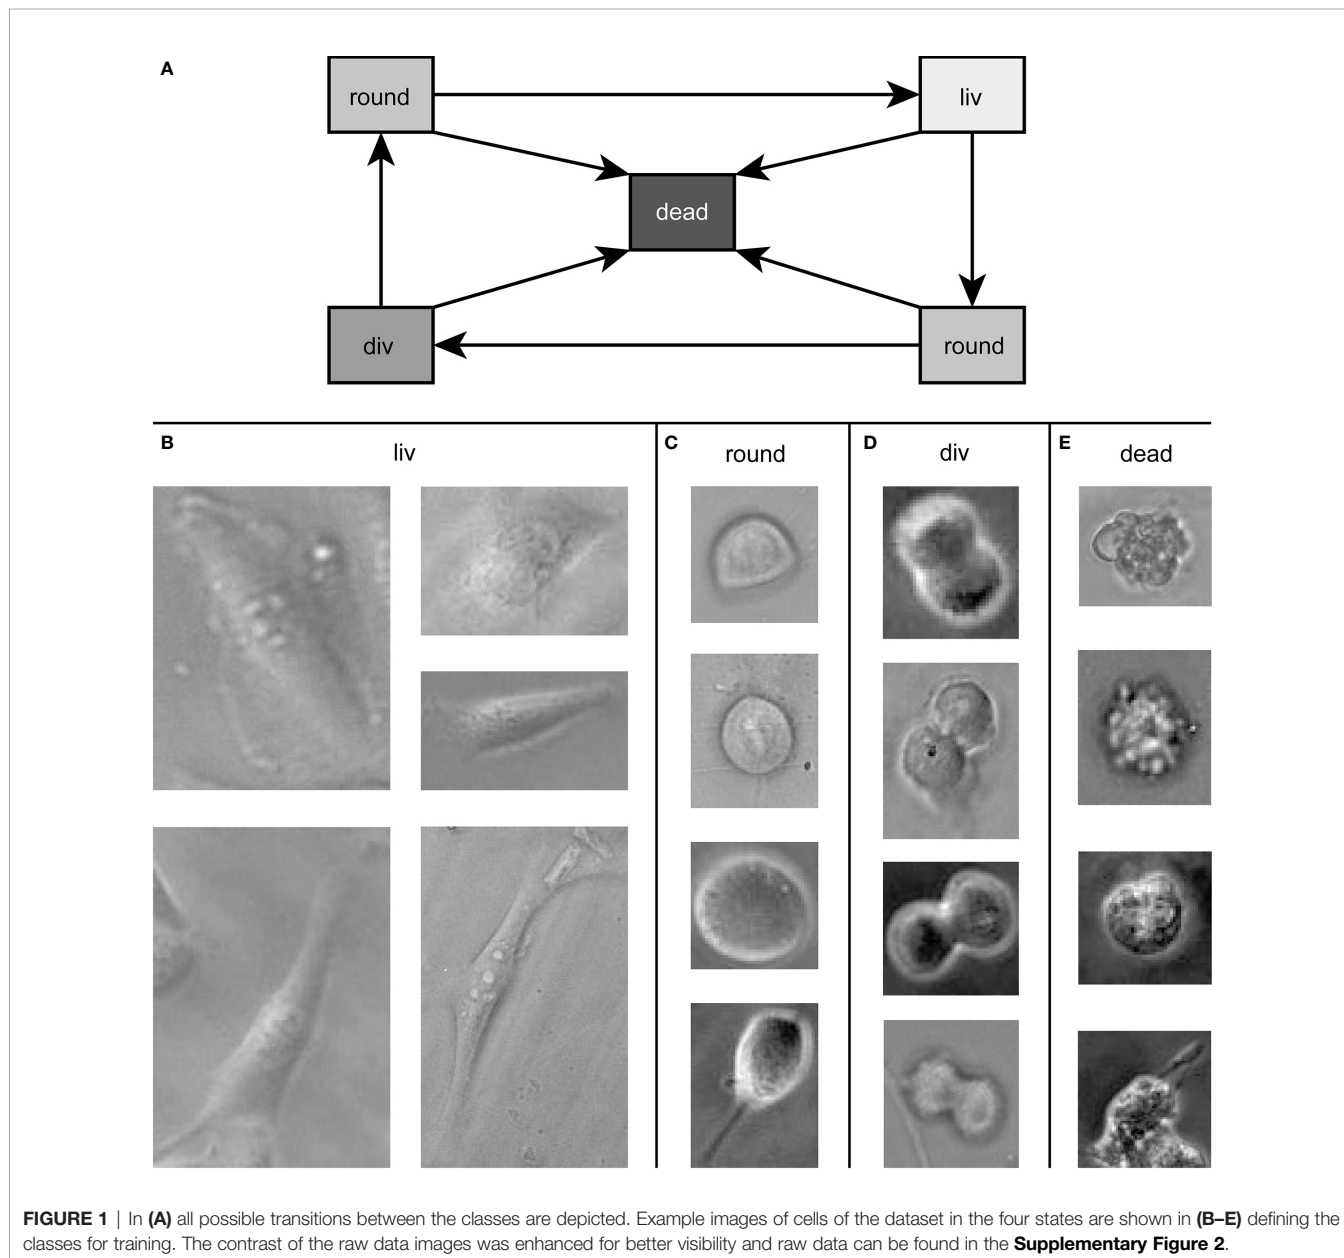 A
round
liv
dead
div
round
B
liv
C
round
D
div
E
dead
FIGURE 1 | In (A) all possible transitions between the classes are depicted. Example images of cells of the dataset in the four states are shown in (B–E) defining the
classes for training. The contrast of the raw data images was enhanced for better visibility and raw data can be found in the Supplementary Figure 2.